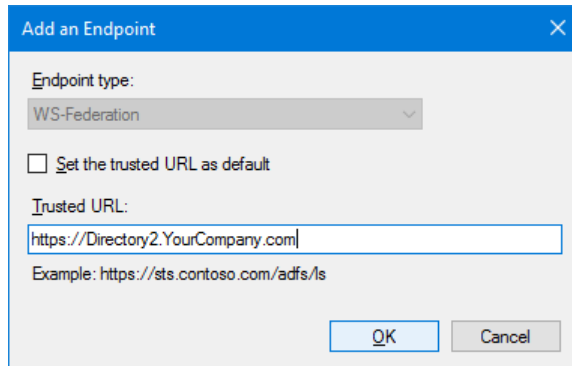 Add an Endpoint
Endpoint type:
WS-Federation
Set the trusted URL as default
Trusted URL:
https://Directory2.YourCompany.com
Example: https://sts.contoso.com/adfs/ls
OK Cancel